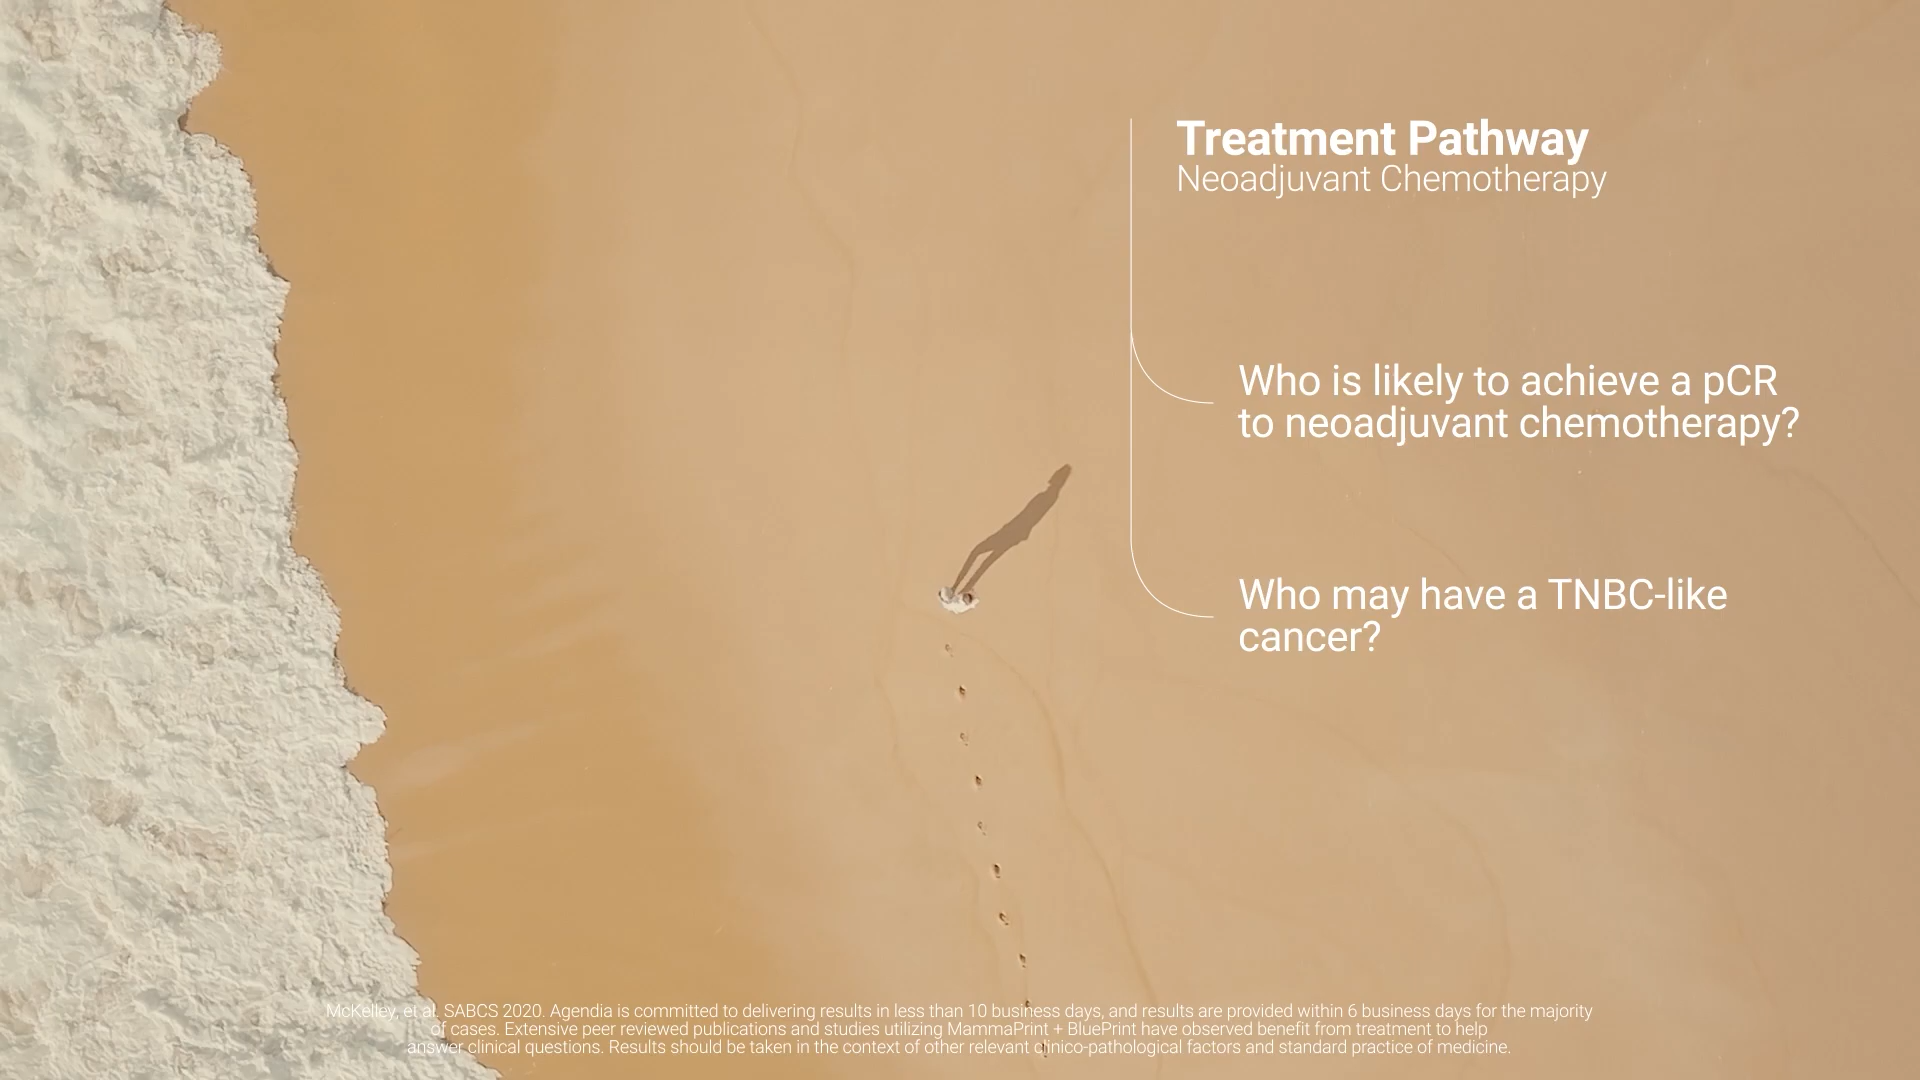 Treatment Pathway
Neoadjuvant Chemotherapy
Who is likely to achieve a pCR
to neoadjuvant chemotherapy?
Who may have a TNBC-like
cancer?
McKelley, et al. SABCS 2020. Agendia is committed to delivering results in less than 10 business days, and results are provided within 6 business days for the majority
of cases. Extensive peer reviewed publications and studies utilizing MammaPrint + BluePrint have observed benefit from treatment to help
answer clinical questions. Results should be taken in the context of other relevant clinico-pathological factors and standard practice of medicine.